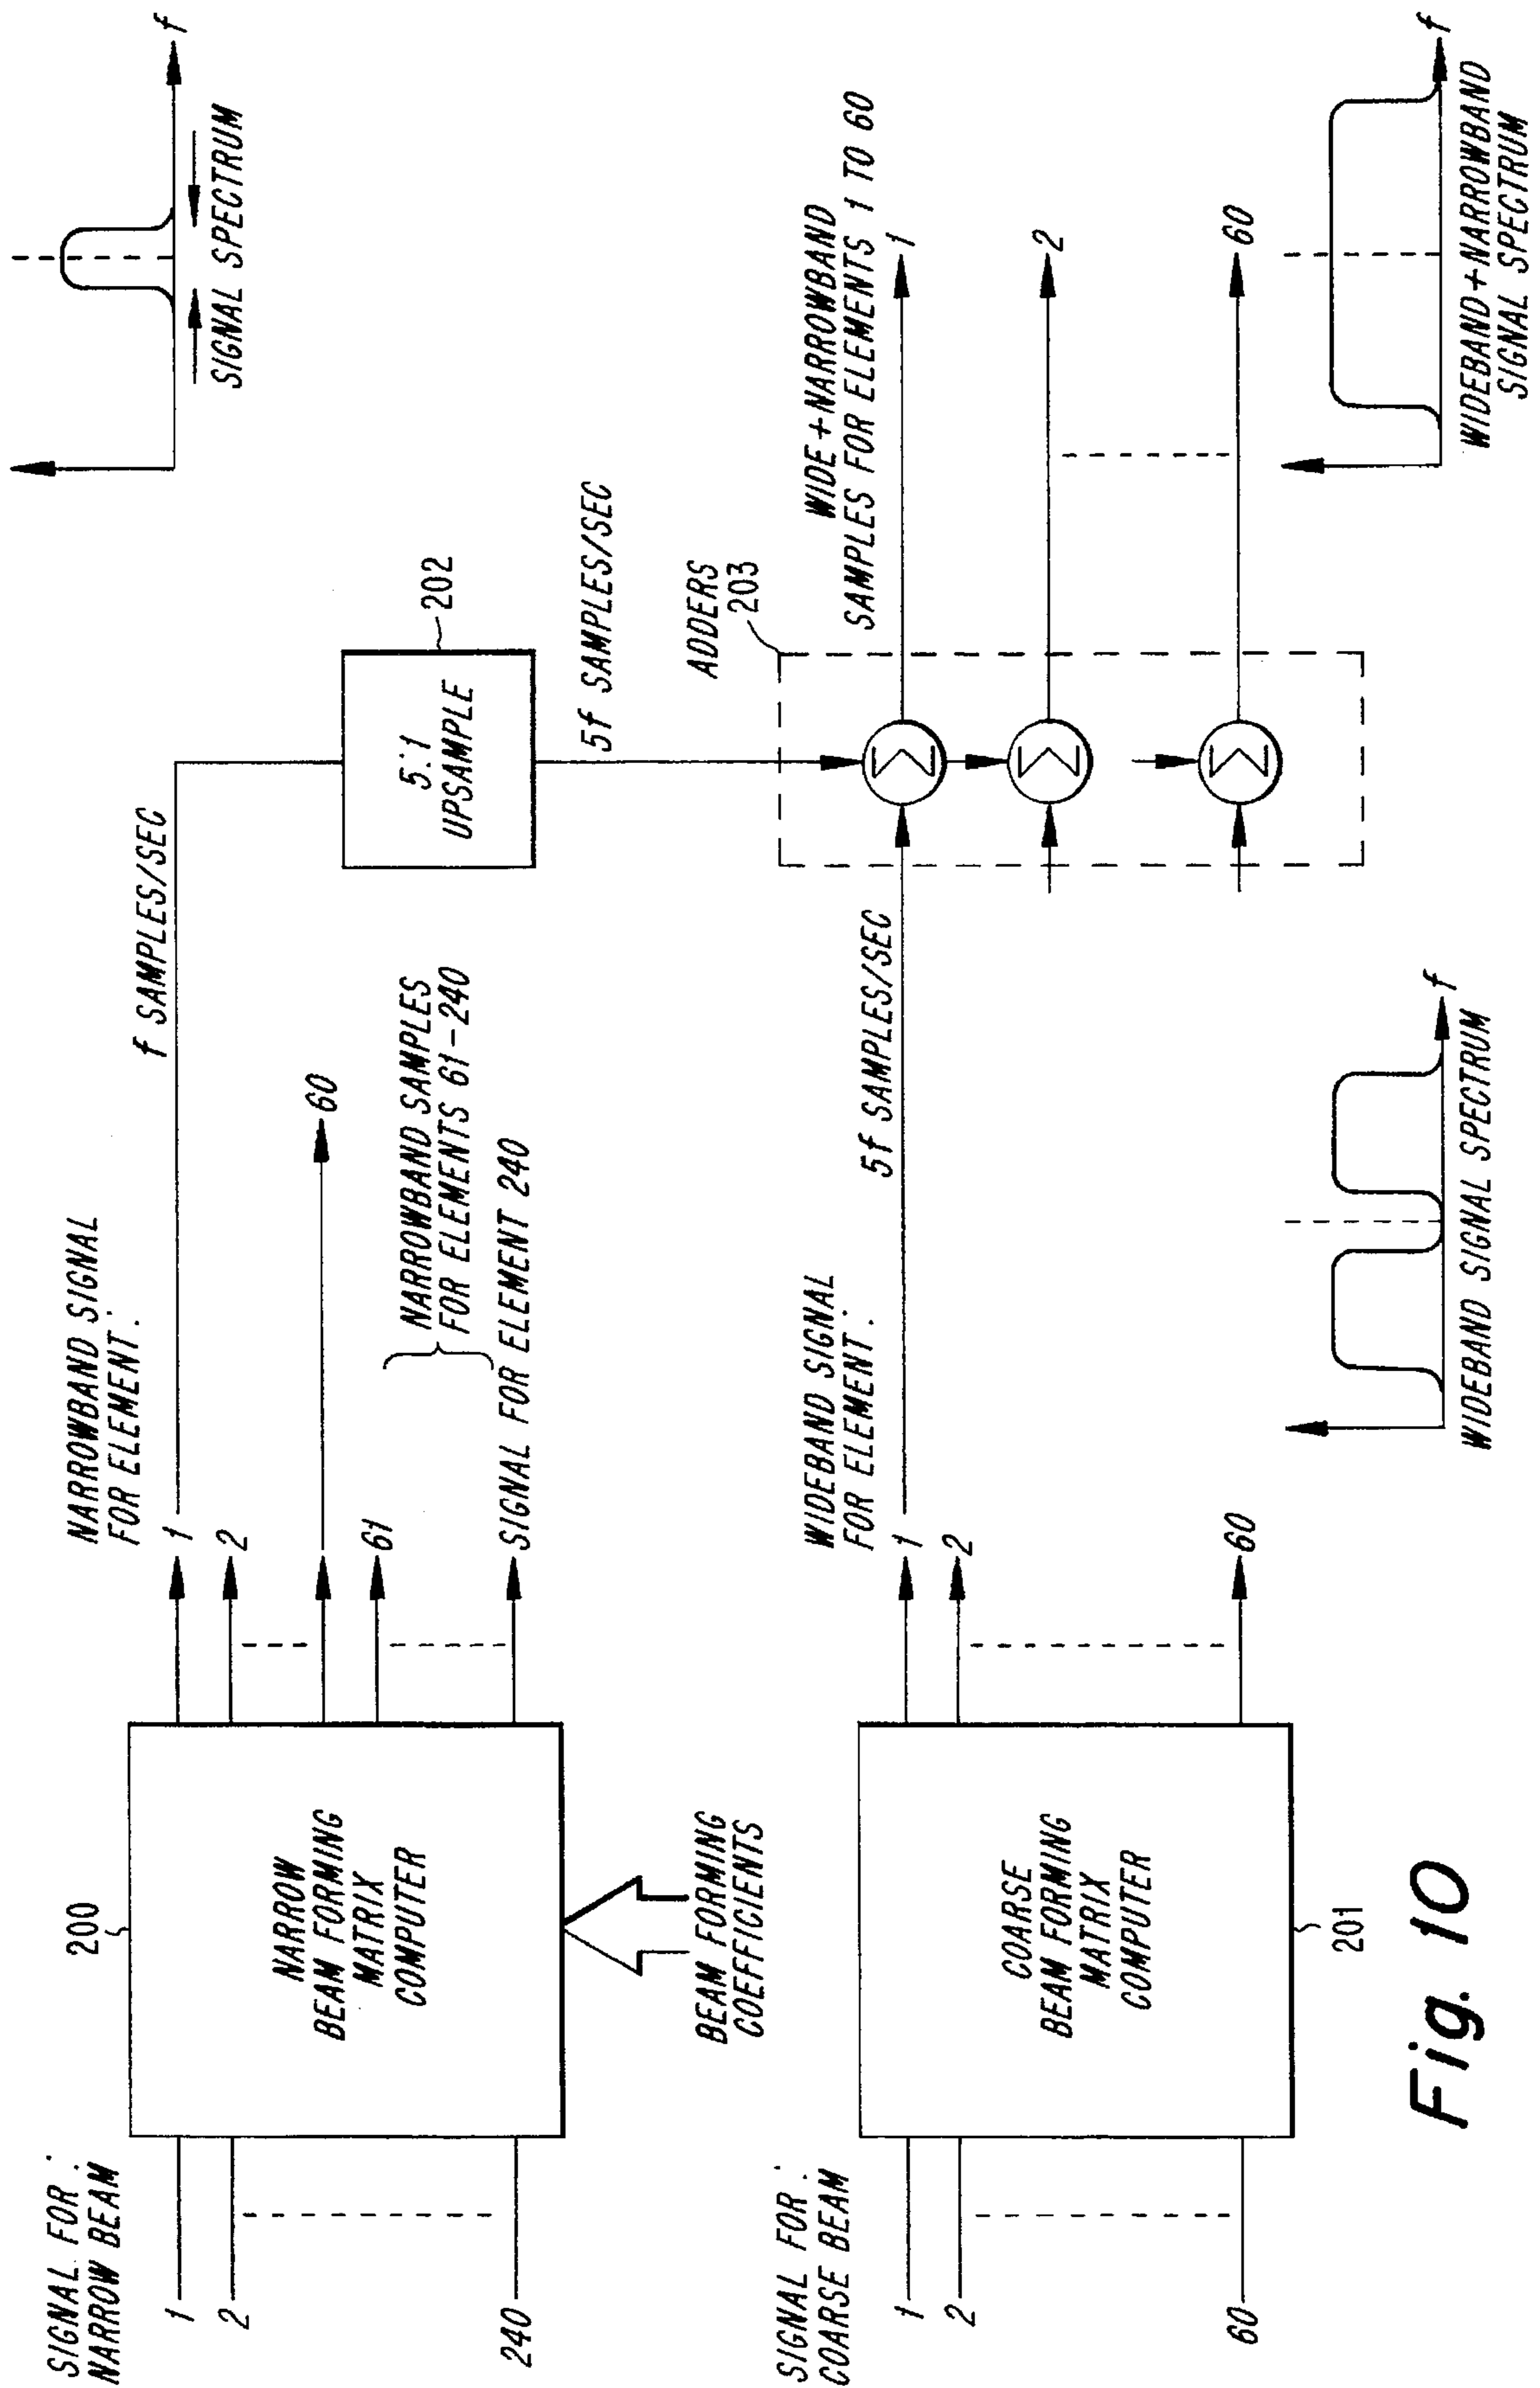 SIGNAL FOR:
NARROW BEAM
1
2
240
200
NARROW
BEAM FORMING
MATRIX
COMPUTER
BEAM FORMING
COEFFICIENTS
NARROWBAND SIGNAL
FOR ELEMENT:
1
2
60
61
NARROWBAND SAMPLES
FOR ELEMENTS 61-240
SIGNAL FOR ELEMENT 240
f SAMPLES/SEC
5:1
UPSAMPLE
202
5f SAMPLES/SEC
f
SIGNAL SPECTRUM
SIGNAL FOR:
COARSE BEAM
1
2
60
COARSE
BEAM FORMING
MATRIX
COMPUTER
201
WIDEBAND SIGNAL
FOR ELEMENT:
1
2
60
5f SAMPLES/SEC
ADDERS
203
Σ
Σ
Σ
WIDE+NARROWBAND
SAMPLES FOR ELEMENTS 1 TO 60
1
2
60
f
WIDEBAND SIGNAL SPECTRUM
f
WIDEBAND+NARROWBAND
SIGNAL SPECTRUM
Fig. 10